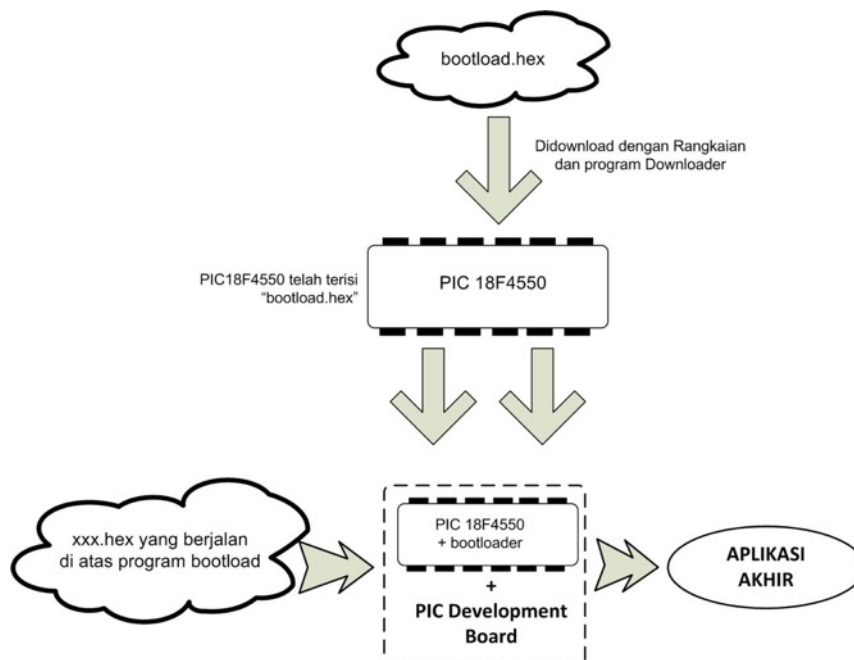 bootload.hex
Didownload dengan Rangkaian
dan program Downloader
PIC18F4550 telah terisi
“bootload.hex”
PIC 18F4550
xxx.hex yang berjalan
di atas program bootload
PIC 18F4550
+ bootloader
+
PIC Development
Board
APLIKASI
AKHIR